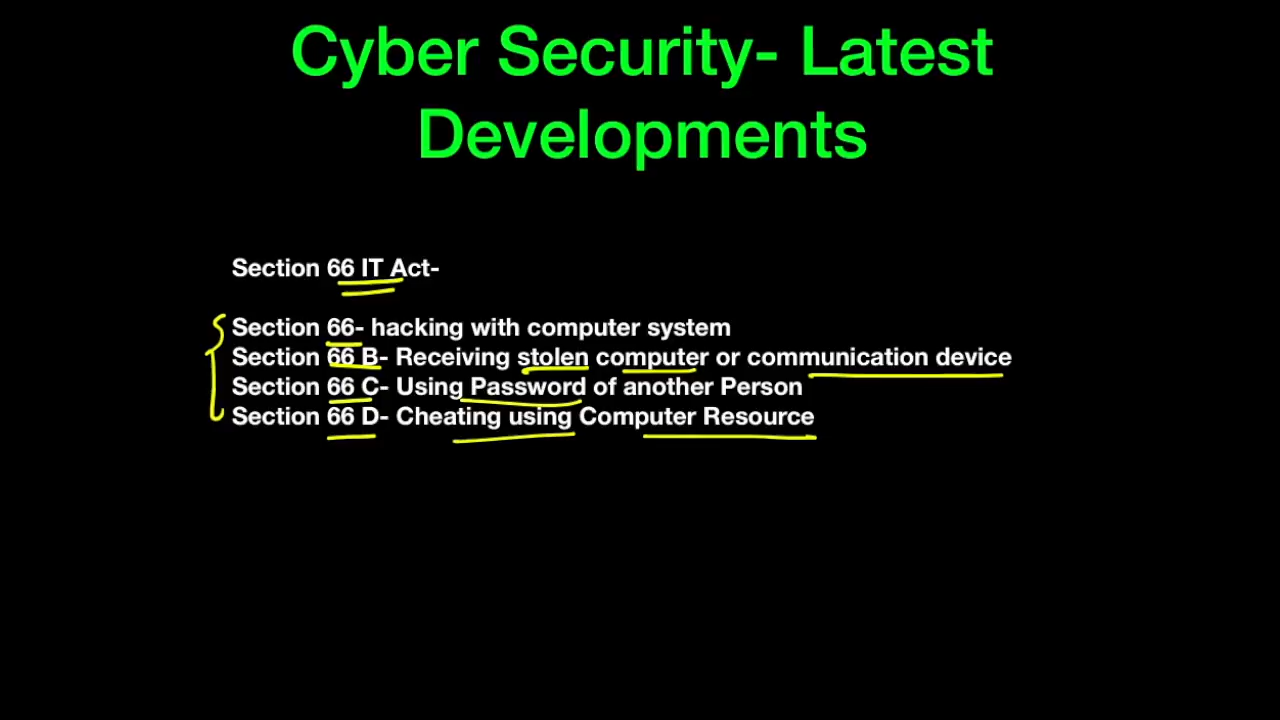 Cyber Security- Latest
Developments
Section 66 IT Act-
Section 66- hacking with computer system
Section 66 B- Receiving stolen computer or communication device
Section 66 C- Using Password of another Person
Section 66 D- Cheating using Computer Resource